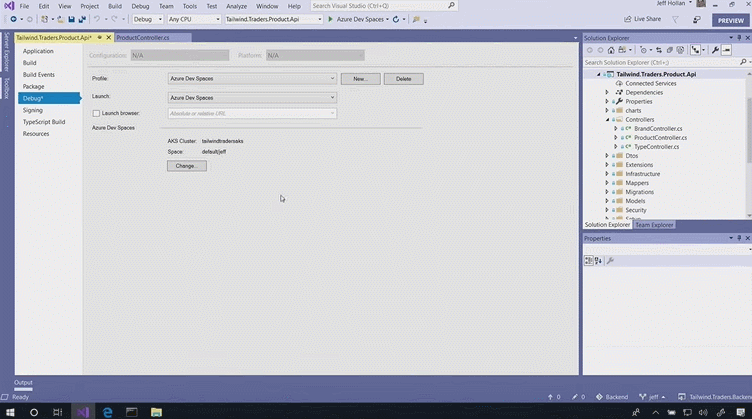 File Edit View Project Build Debug Team Tools Test Analyze Window Help Search Visual Studio (Ctrl+Q) Jeff Hollan
Debug Any CPU Tailwind.Traders.Product.Api Azure Dev Spaces Live Share PREVIEW
Server Explorer
Toolbox
Tailwind.Traders.Product.Api* ProductController.cs
Application
Build
Build Events
Package
Debug*
Signing
TypeScript Build
Resources
Configuration: N/A Platform: N/A
Profile: Azure Dev Spaces New... Delete
Launch: Azure Dev Spaces
Launch browser: Absolute or relative URL
Azure Dev Spaces
AKS Cluster: tailwindtradersaks
Space: default/jeff
Change...
Solution Explorer
Search Solution Explorer (Ctrl+;)
Tailwind.Traders.Product.Api
Connected Services
Dependencies
Properties
charts
Controllers
BrandController.cs
ProductController.cs
TypeController.cs
Dtos
Extensions
Infrastructure
Mappers
Migrations
Models
Security
Solution Explorer Team Explorer
Properties
Output
Ready 0 0 Backend jeff Tailwind.Traders.Backen